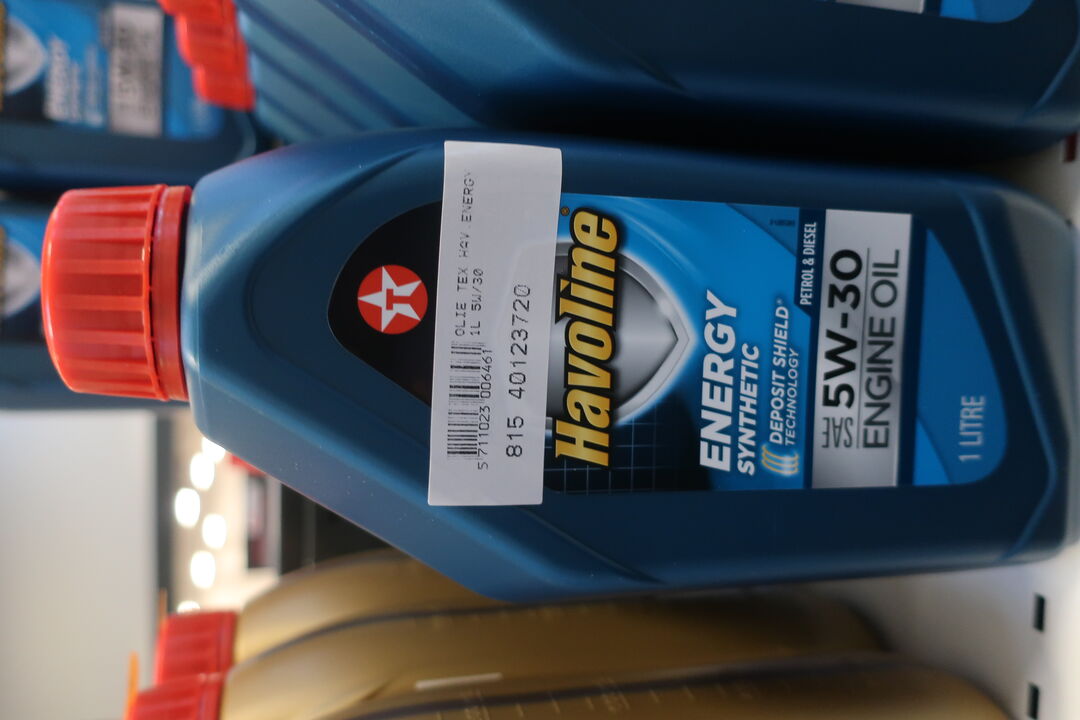 OLIE TEX HAV.ENERGY
1L 5W/30
5711023 006461
815 40123720
Havoline
ENERGY
SYNTHETIC
DEPOSIT SHIELD
TECHNOLOGY
PETROL & DIESEL
SAE 5W-30
ENGINE OIL
1 LITRE
ENERGY